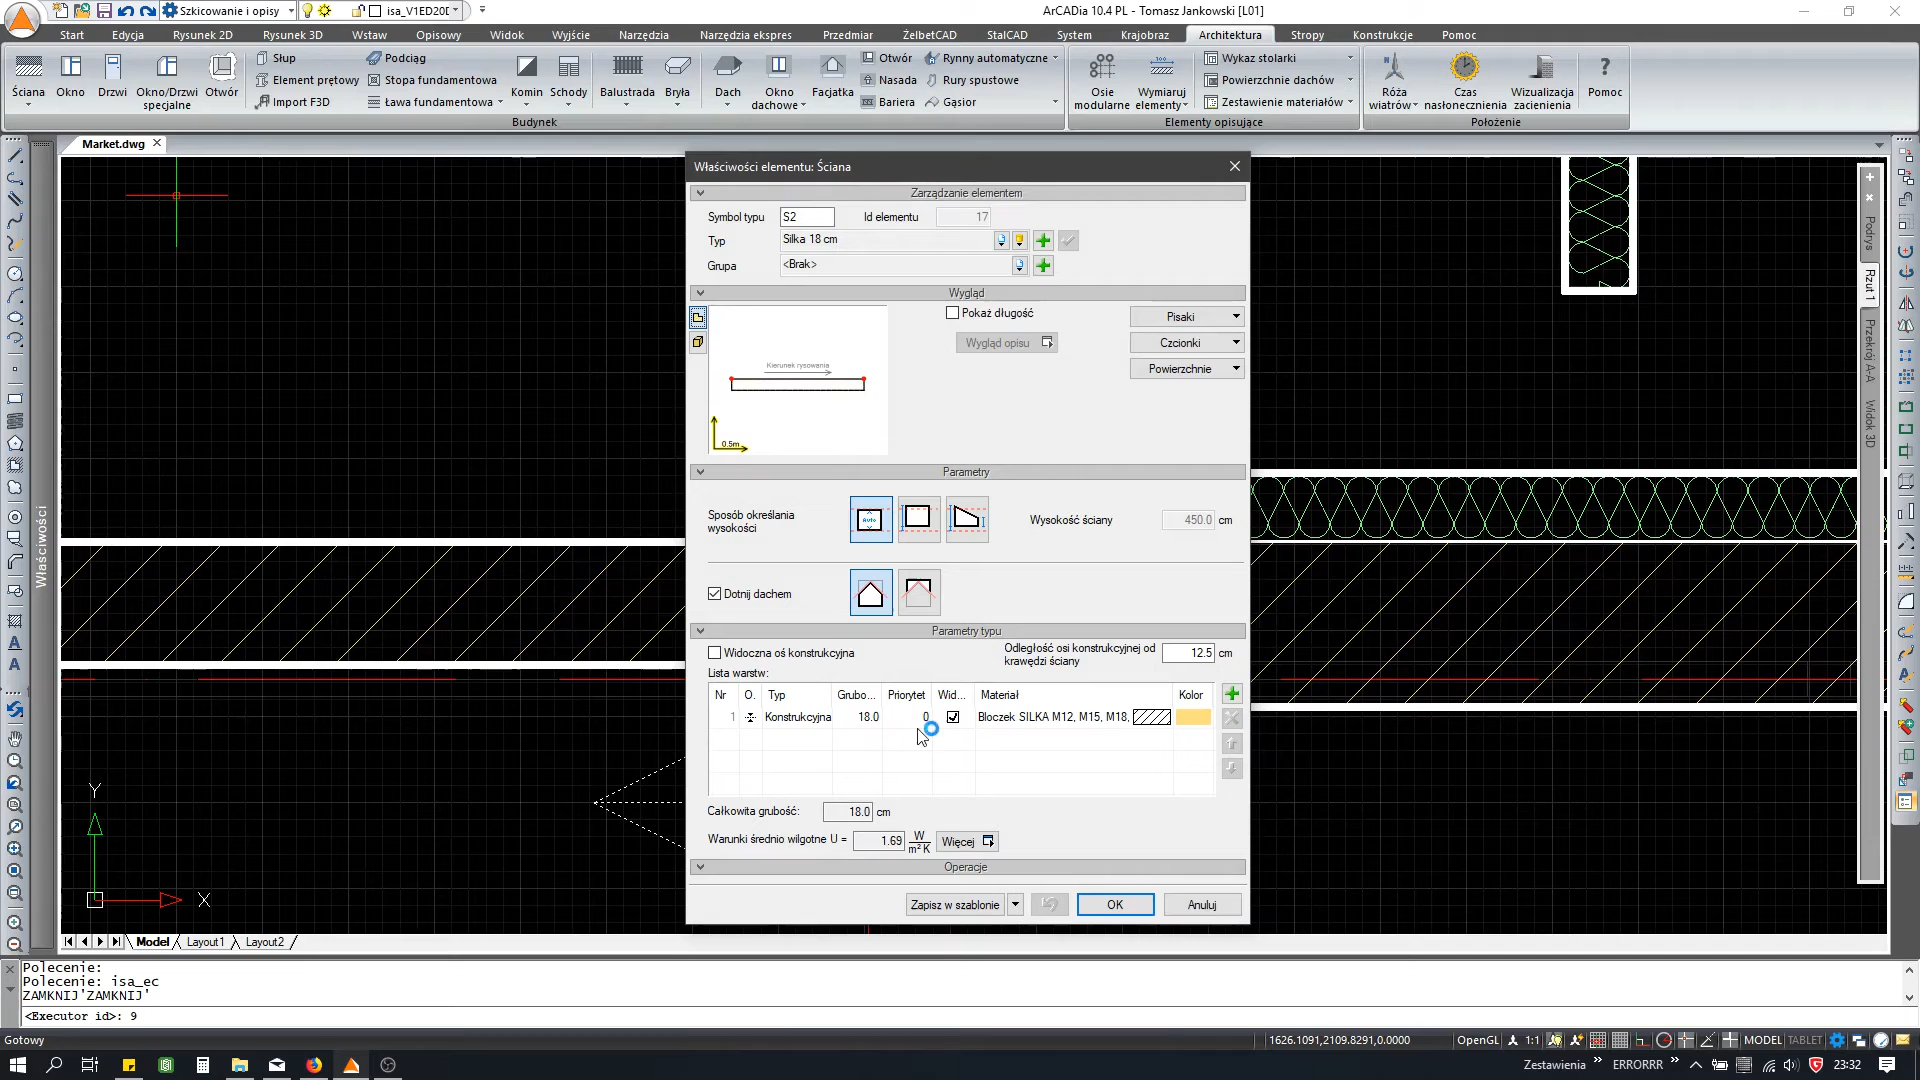 Szkicowanie i opisy
isa_V1ED20D
ArCADia 10.4 PL - Tomasz Jankowski [L01]
Start Edycja Rysunek 2D Rysunek 3D Wstaw Opisowy Widok Wyjście Narzędzia Narzędzia ekspres Przedmiar ŻelbetCAD StalCAD System Krajobraz Architektura Stropy Konstrukcje Pomoc
Ściana Okno Drzwi Okno/Drzwi specjalne Otwór
Słup
Element prętowy
Import F3D
Podciąg
Stopa fundamentowa
Ława fundamentowa
Komin Schody Balustrada Bryła Dach Okno dachowe Facjatka
Otwór
Nasada
Bariera
Rynny automatyczne
Rury spustowe
Gąsior
Osie modularne Wymiaruj elementy
Wykaz stolarki
Powierzchnie dachów
Zestawienie materiałów
Róża wiatrów Czas nasłonecznienia Wizualizacja zacienienia Pomoc
Budynek Elementy opisujące Położenie
Market.dwg
Właściwości
Właściwości elementu: Ściana
Zarządzanie elementem
Symbol typu S2 Id elementu 17
Typ Silka 18 cm
Grupa <Brak>
Wygląd
Pokaż długość
Wygląd opisu
Pisaki
Czcionki
Powierzchnie
Kierunek rysowania
0.5m
Parametry
Sposób określania wysokości
Auto
Wysokość ściany 450.0 cm
Dotnij dachem
Parametry typu
Widoczna oś konstrukcyjna
Odległość osi konstrukcyjnej od krawędzi ściany 12.5 cm
Lista warstw:
Nr O. Typ Grubo... Priorytet Wid... Materiał Kolor
1 Konstrukcyjna 18.0 0 Bloczek SILKA M12, M15, M18,
Całkowita grubość: 18.0 cm
Warunki średnio wilgotne U = 1.69 W m² K Więcej
Operacje
Zapisz w szablonie OK Anuluj
Podrys
Rzut 1
Przekrój A-A
Widok 3D
Y
X
Model Layout1 Layout2
Polecenie:
Polecenie: isa_ec
ZAMKNIJ'ZAMKNIJ'
<Executor id>: 9
Gotowy
1626.1091,2109.8291,0.0000 OpenGL 1:1 MODEL TABLET
Zestawienia ERRORRR 23:32